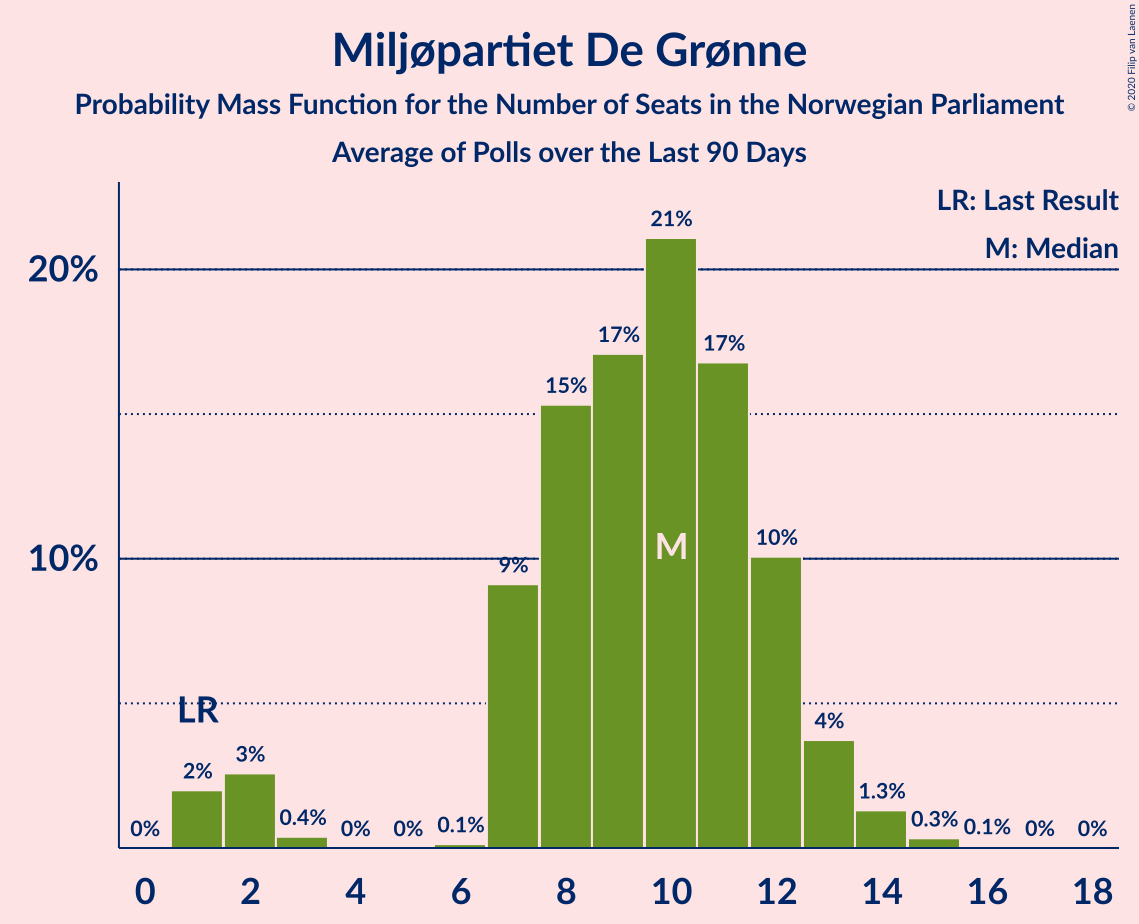 Miljøpartiet De Grønne
Probability Mass Function for the Number of Seats in the Norwegian Parliament
Average of Polls over the Last 90 Days
© 2020 Filip van Laenen
LR: Last Result
M: Median
20%
10%
LR
M
0%
2%
3%
0.4%
0%
0%
0.1%
9%
15%
17%
21%
17%
10%
4%
1.3%
0.3%
0.1%
0%
0%
0 2 4 6 8 10 12 14 16 18